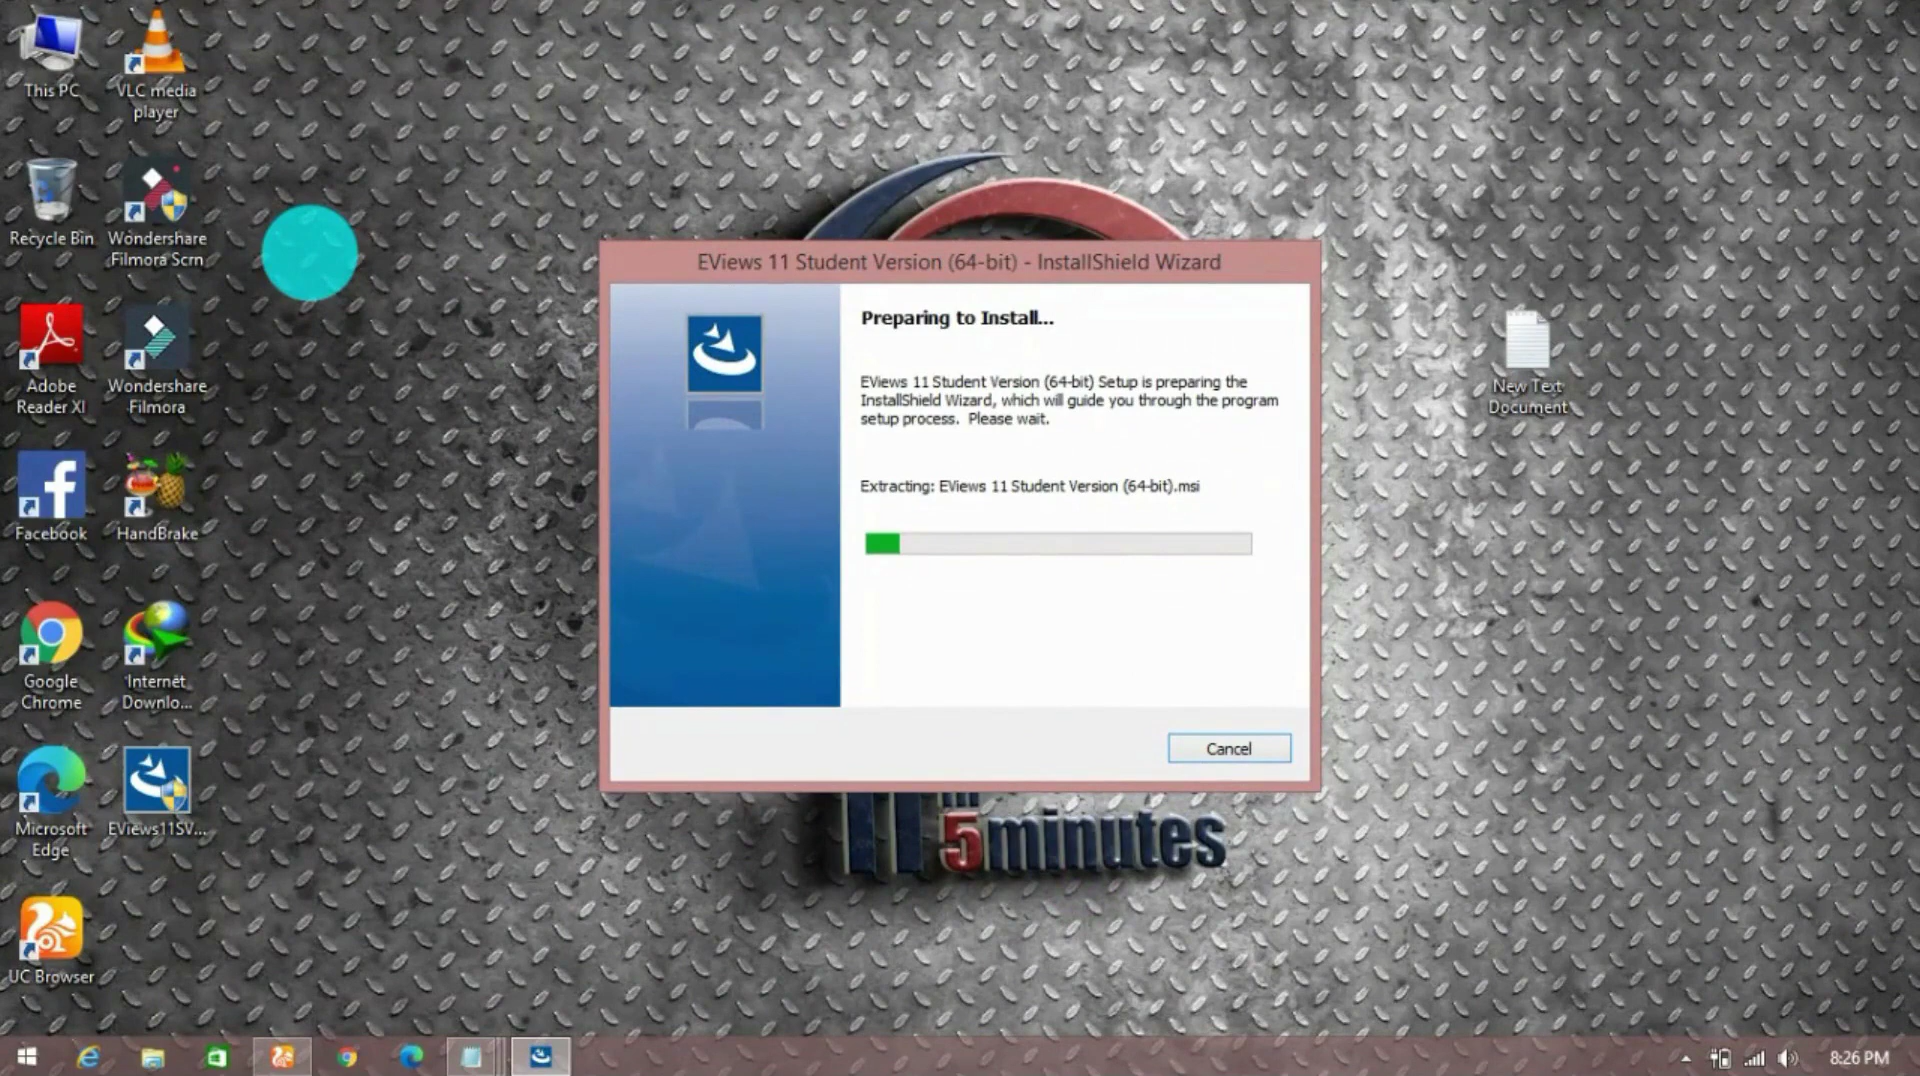 This PC
VLC media
player
Recycle Bin
Wondershare
Filmora Scrn
Adobe
Reader XI
Wondershare
Filmora
Facebook
HandBrake
Google
Chrome
Internet
Downlo...
Microsoft
Edge
EViews11SV...
UC Browser
EViews 11 Student Version (64-bit) - InstallShield Wizard
Preparing to Install...
EViews 11 Student Version (64-bit) Setup is preparing the
InstallShield Wizard, which will guide you through the program
setup process. Please wait.
Extracting: EViews 11 Student Version (64-bit).msi
Cancel
New Text
Document
5minutes
8:26 PM